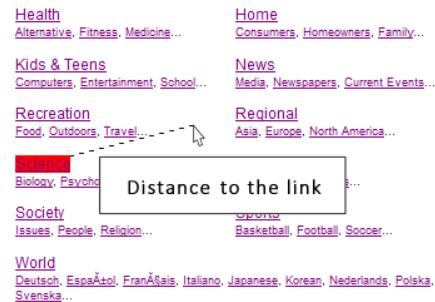 Health
Alternative, Fitness, Medicine...
Home
Consumers, Homeowners, Family...
Kids & Teens
Computers, Entertainment, School...
News
Media, Newspapers, Current Events...
Recreation
Food, Outdoors, Travel...
Regional
Asia, Europe, North America...
Science
Biology,
Distance to the link
Society
Issues, People, Religion...
Sports
Basketball, Football, Soccer...
World
Deutsch, EspaÃ±ol, FranÃ§ais, Italiano, Japanese, Korean, Nederlands, Polska,
Svenska...